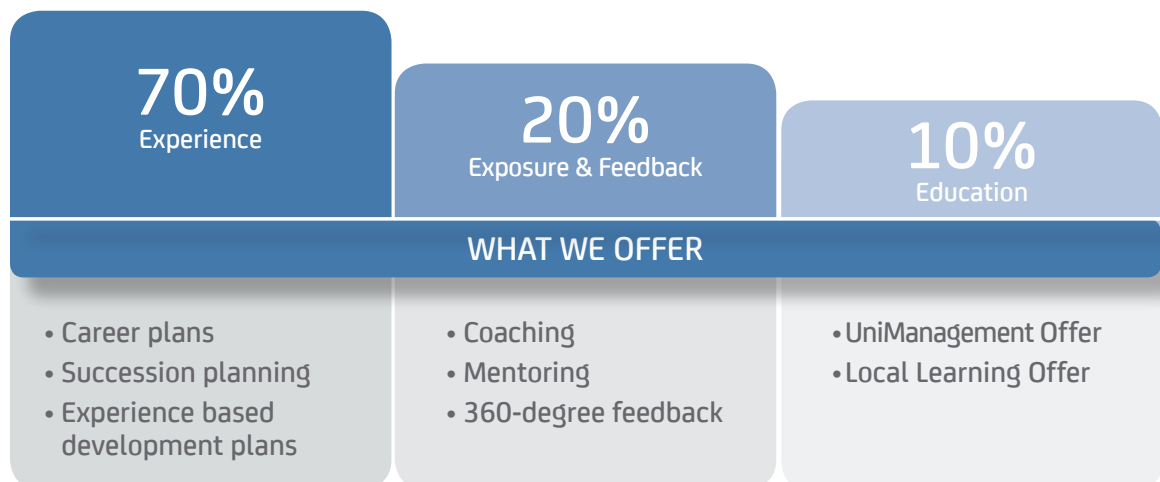 70%
Experience
20%
Exposure & Feedback
10%
Education
WHAT WE OFFER
• Career plans
• Succession planning
• Experience based
development plans
• Coaching
• Mentoring
• 360-degree feedback
• UniManagement Offer
• Local Learning Offer